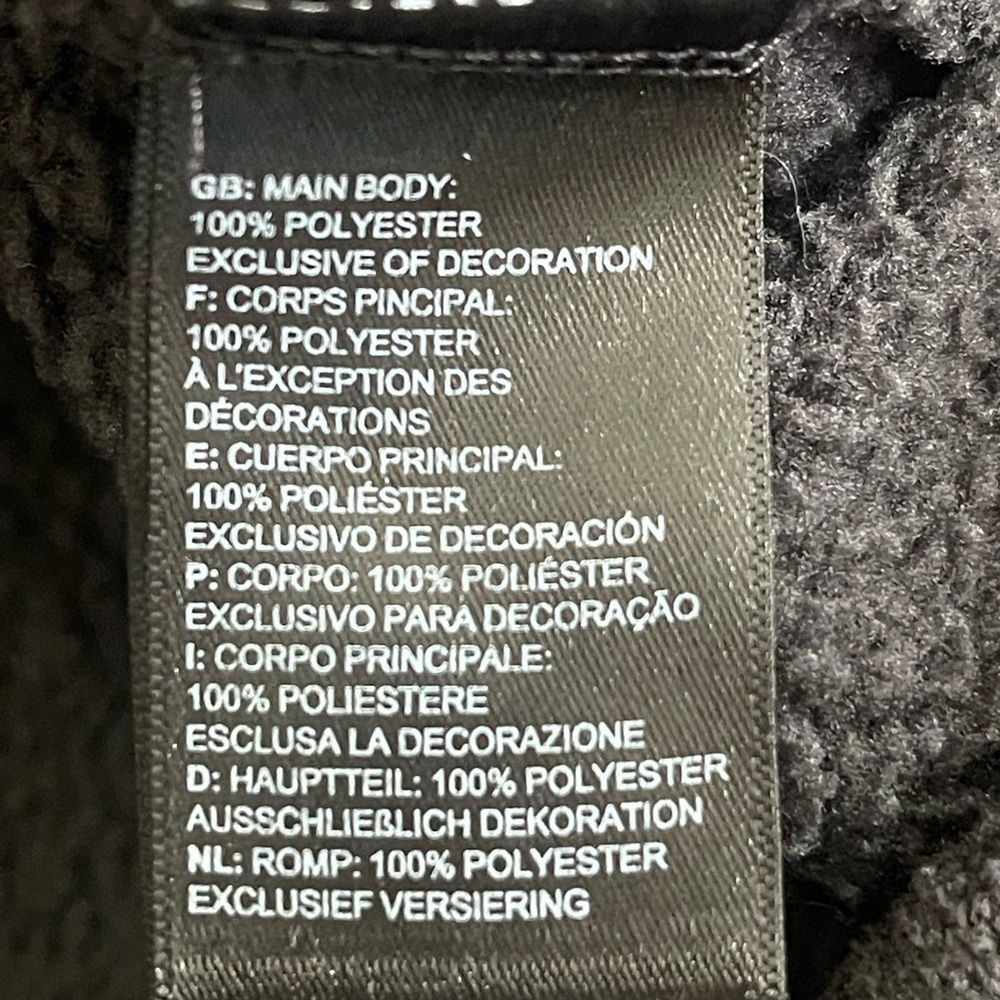 GB: MAIN BODY:
100% POLYESTER
EXCLUSIVE OF DECORATION
F: CORPS PINCIPAL:
100% POLYESTER
À L'EXCEPTION DES
DÉCORATIONS
E: CUERPO PRINCIPAL:
100% POLIÉSTER
EXCLUSIVO DE DECORACIÓN
P: CORPO: 100% POLIÉSTER
EXCLUSIVO PARA DECORAÇÃO
I: CORPO PRINCIPALE:
100% POLIESTERE
ESCLUSA LA DECORAZIONE
D: HAUPTTEIL: 100% POLYESTER
AUSSCHLIEßLICH DEKORATION
NL: ROMP: 100% POLYESTER
EXCLUSIEF VERSIERING